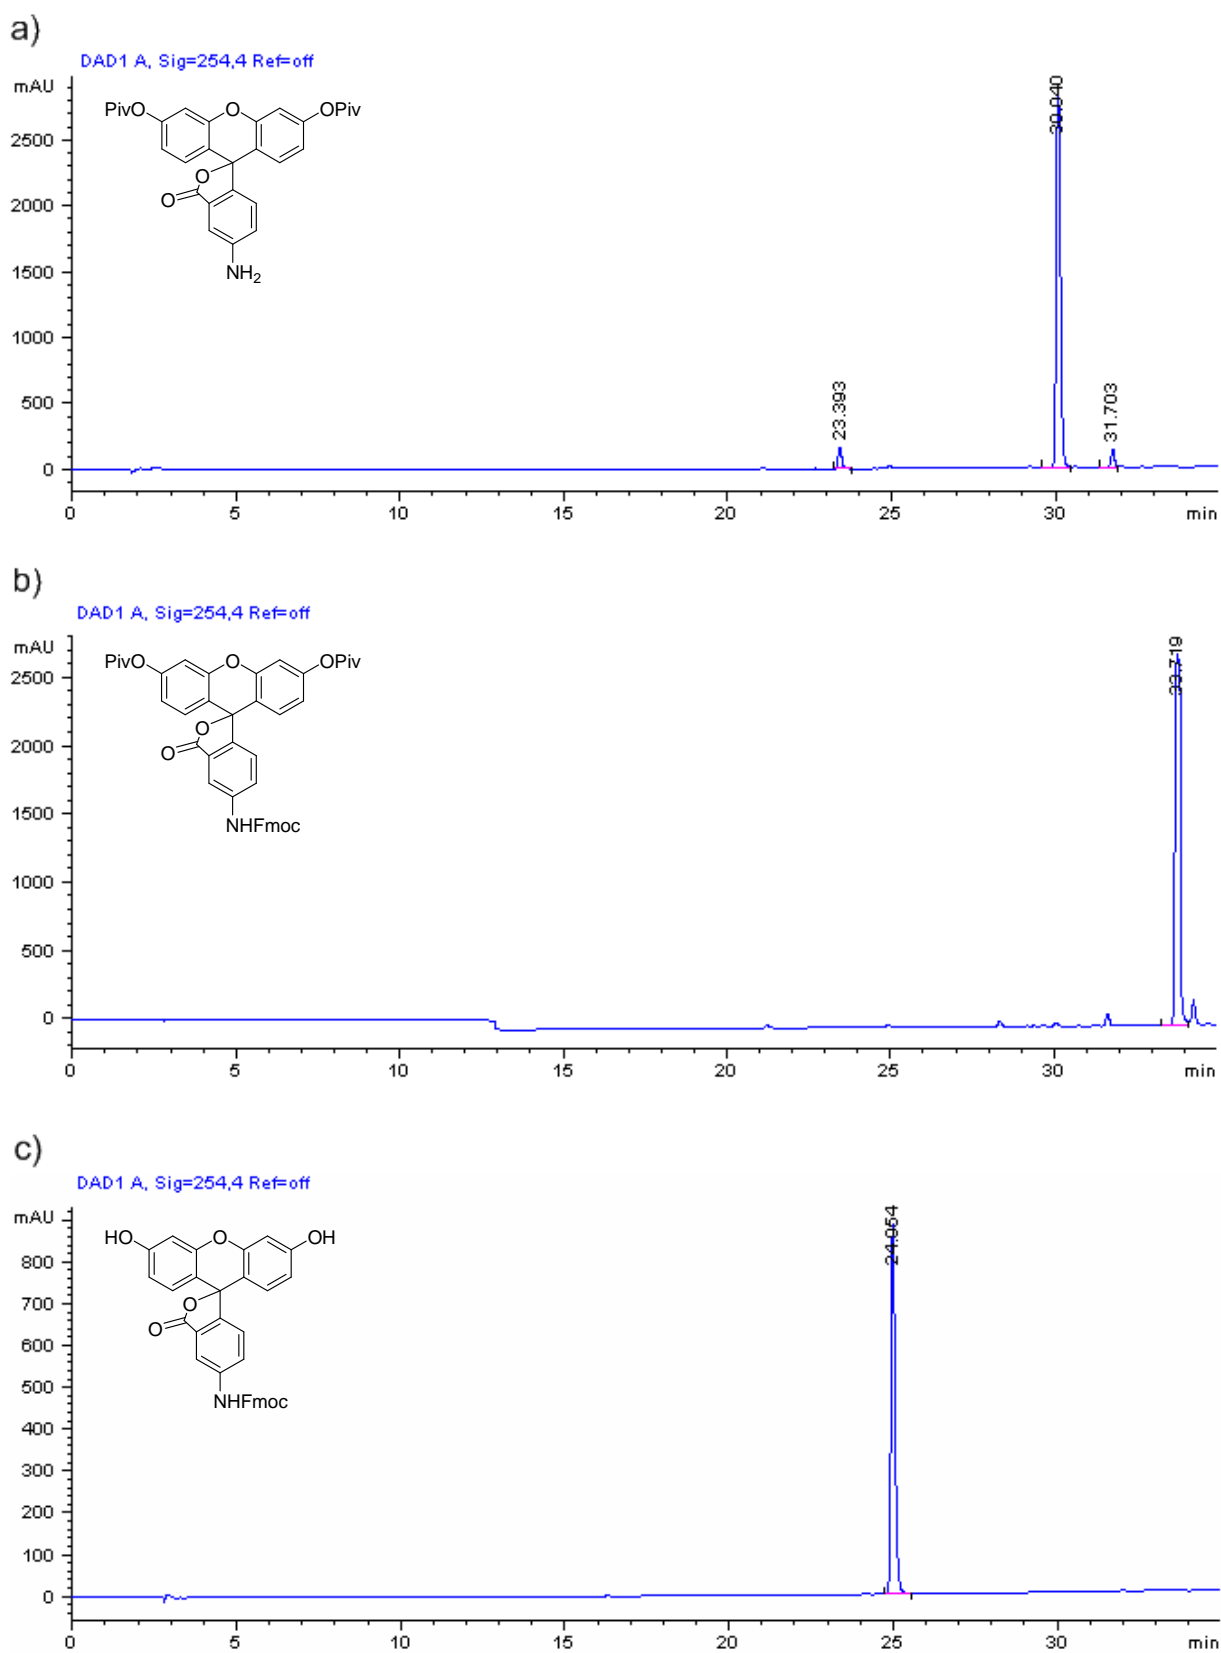 a)
DAD1 A, Sig=254,4 Ref=off
mAU
2500
2000
1500
1000
500
0
PivO
O
OPiv
O
O
NH2
23.393
30.040
31.703
0 5 10 15 20 25 30 min
b)
DAD1 A, Sig=254,4 Ref=off
mAU
2500
2000
1500
1000
500
0
PivO
O
OPiv
O
O
NHFmoc
33.719
0 5 10 15 20 25 30 min
c)
DAD1 A, Sig=254,4 Ref=off
mAU
800
700
600
500
400
300
200
100
0
HO
O
OH
O
O
NHFmoc
24.954
0 5 10 15 20 25 30 min